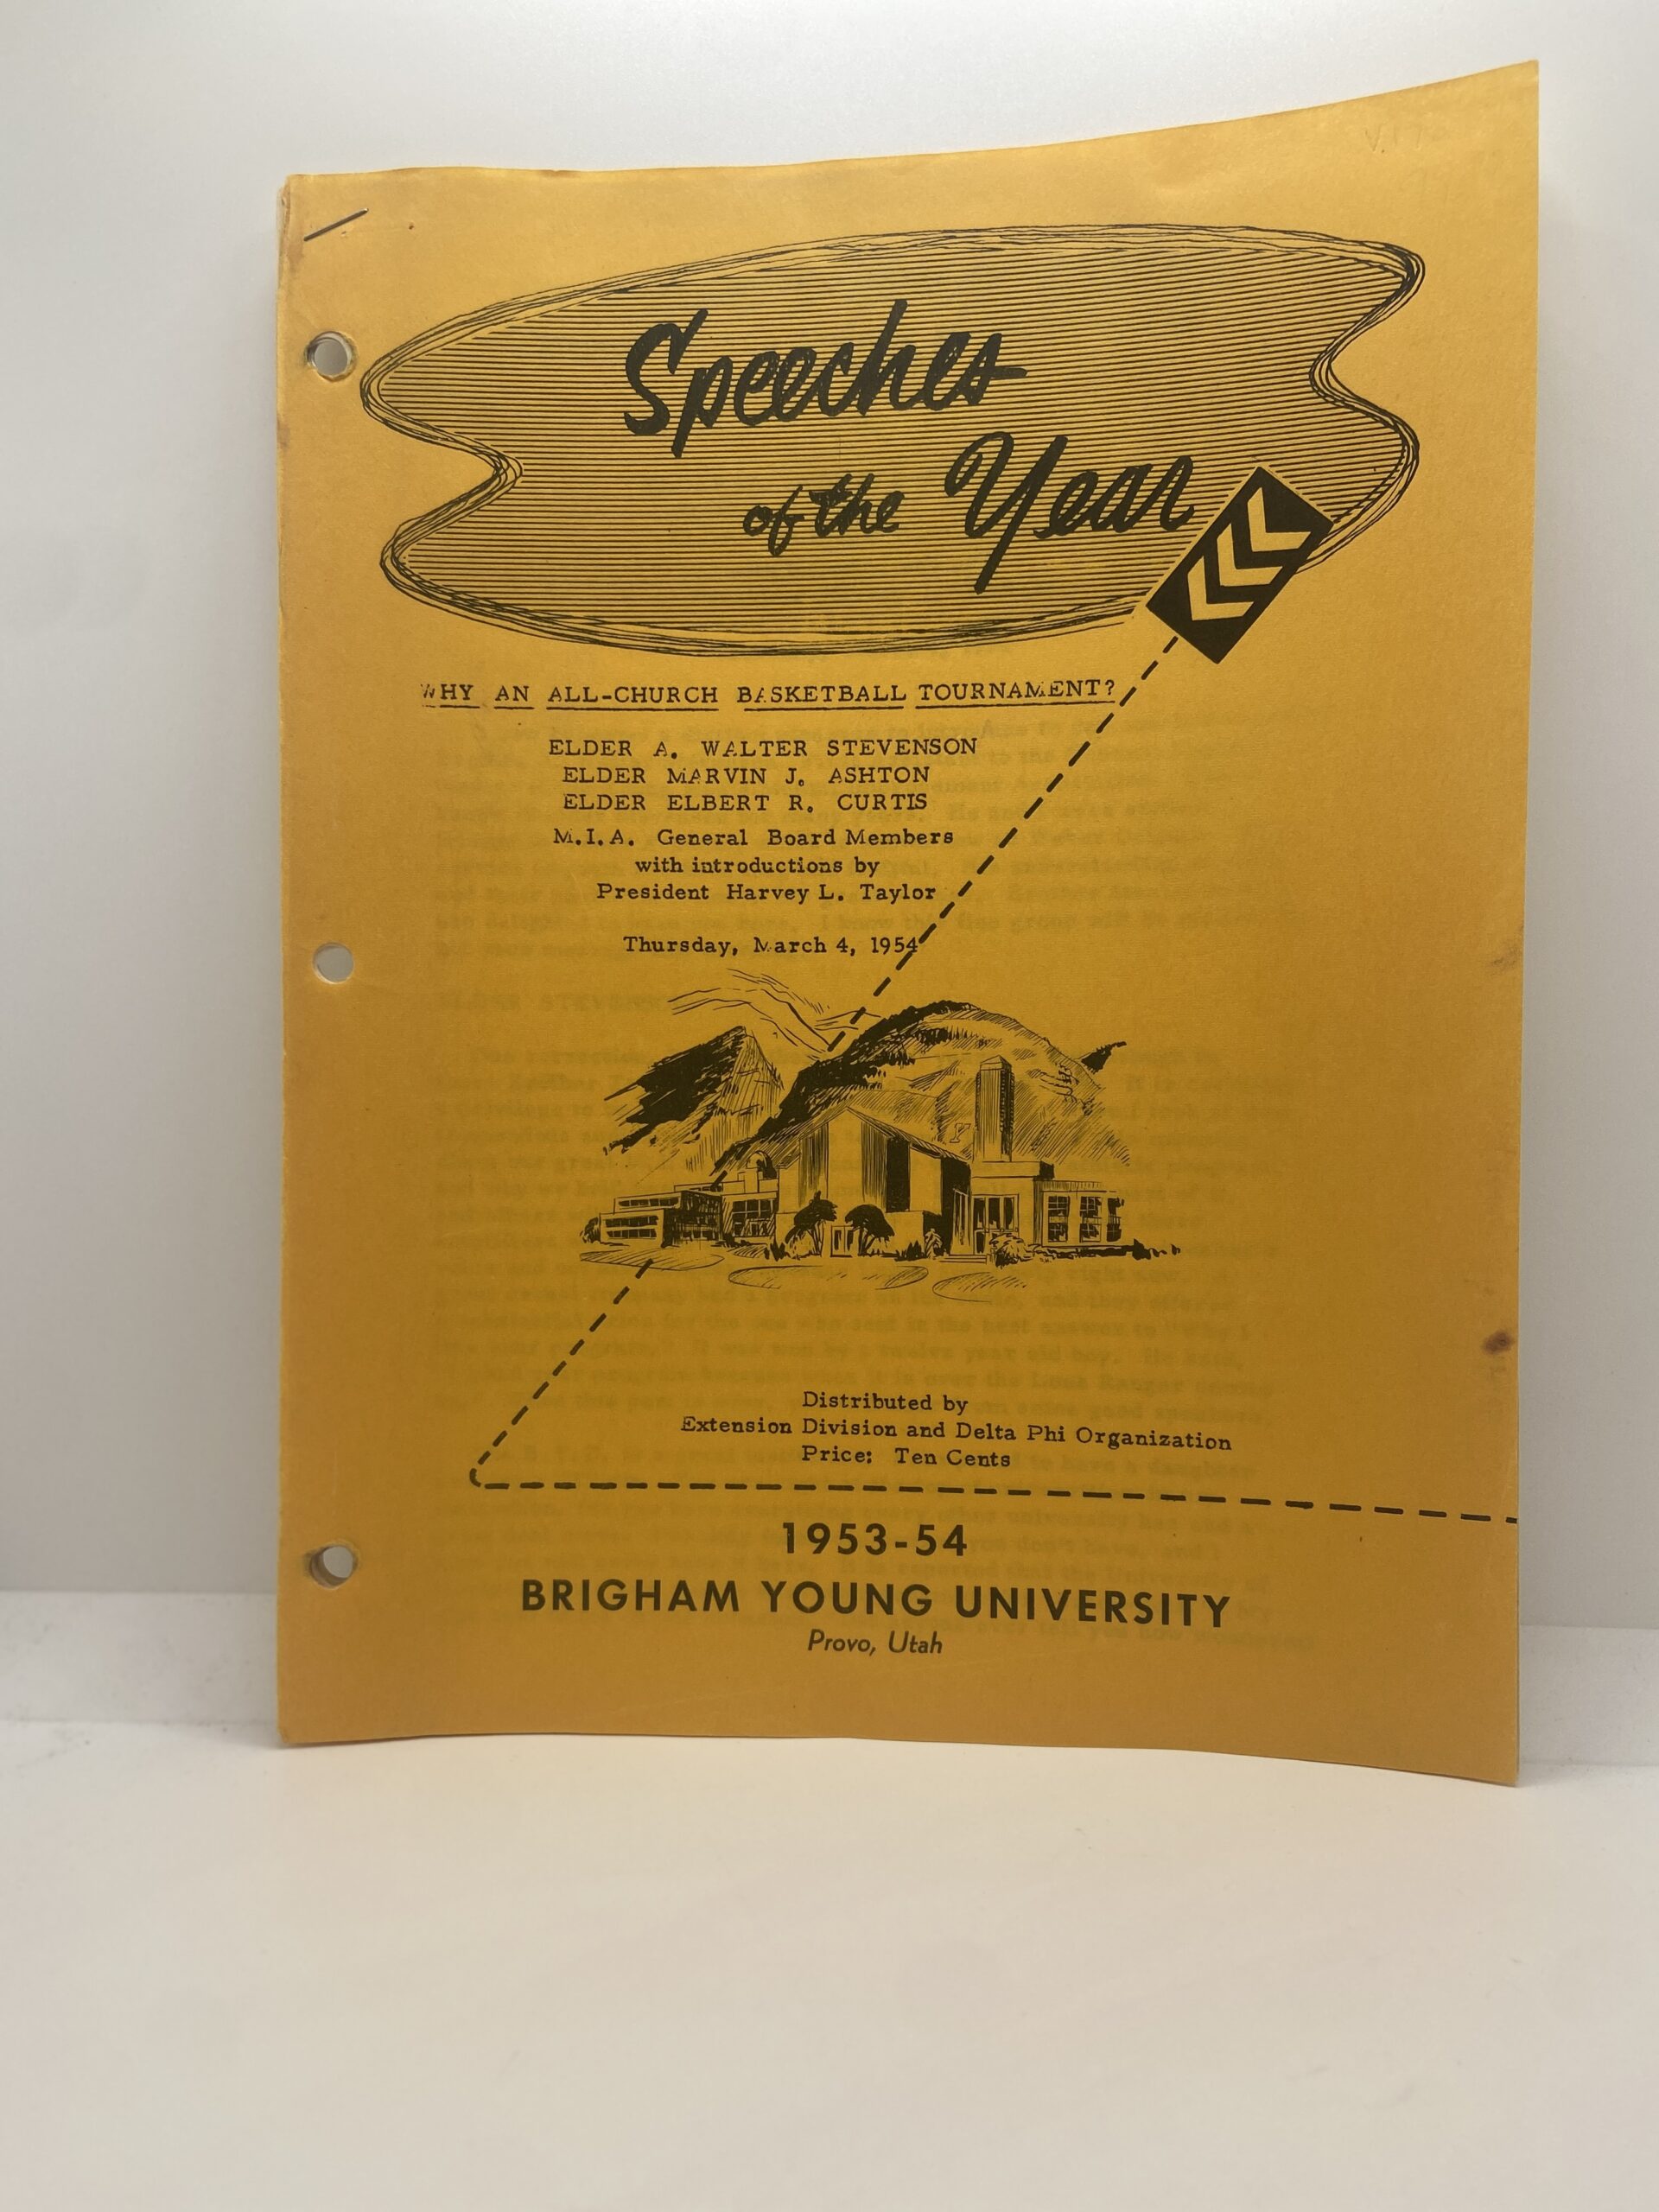 Speeches
of the Year
WHY AN ALL-CHURCH BASKETBALL TOURNAMENT?
ELDER A. WALTER STEVENSON
ELDER MARVIN J. ASHTON
ELDER ELBERT R. CURTIS
M.I.A. General Board Members
with introductions by
President Harvey L. Taylor
Thursday, March 4, 1954
Y
Distributed by
Extension Division and Delta Phi Organization
Price: Ten Cents
1953-54
BRIGHAM YOUNG UNIVERSITY
Provo, Utah